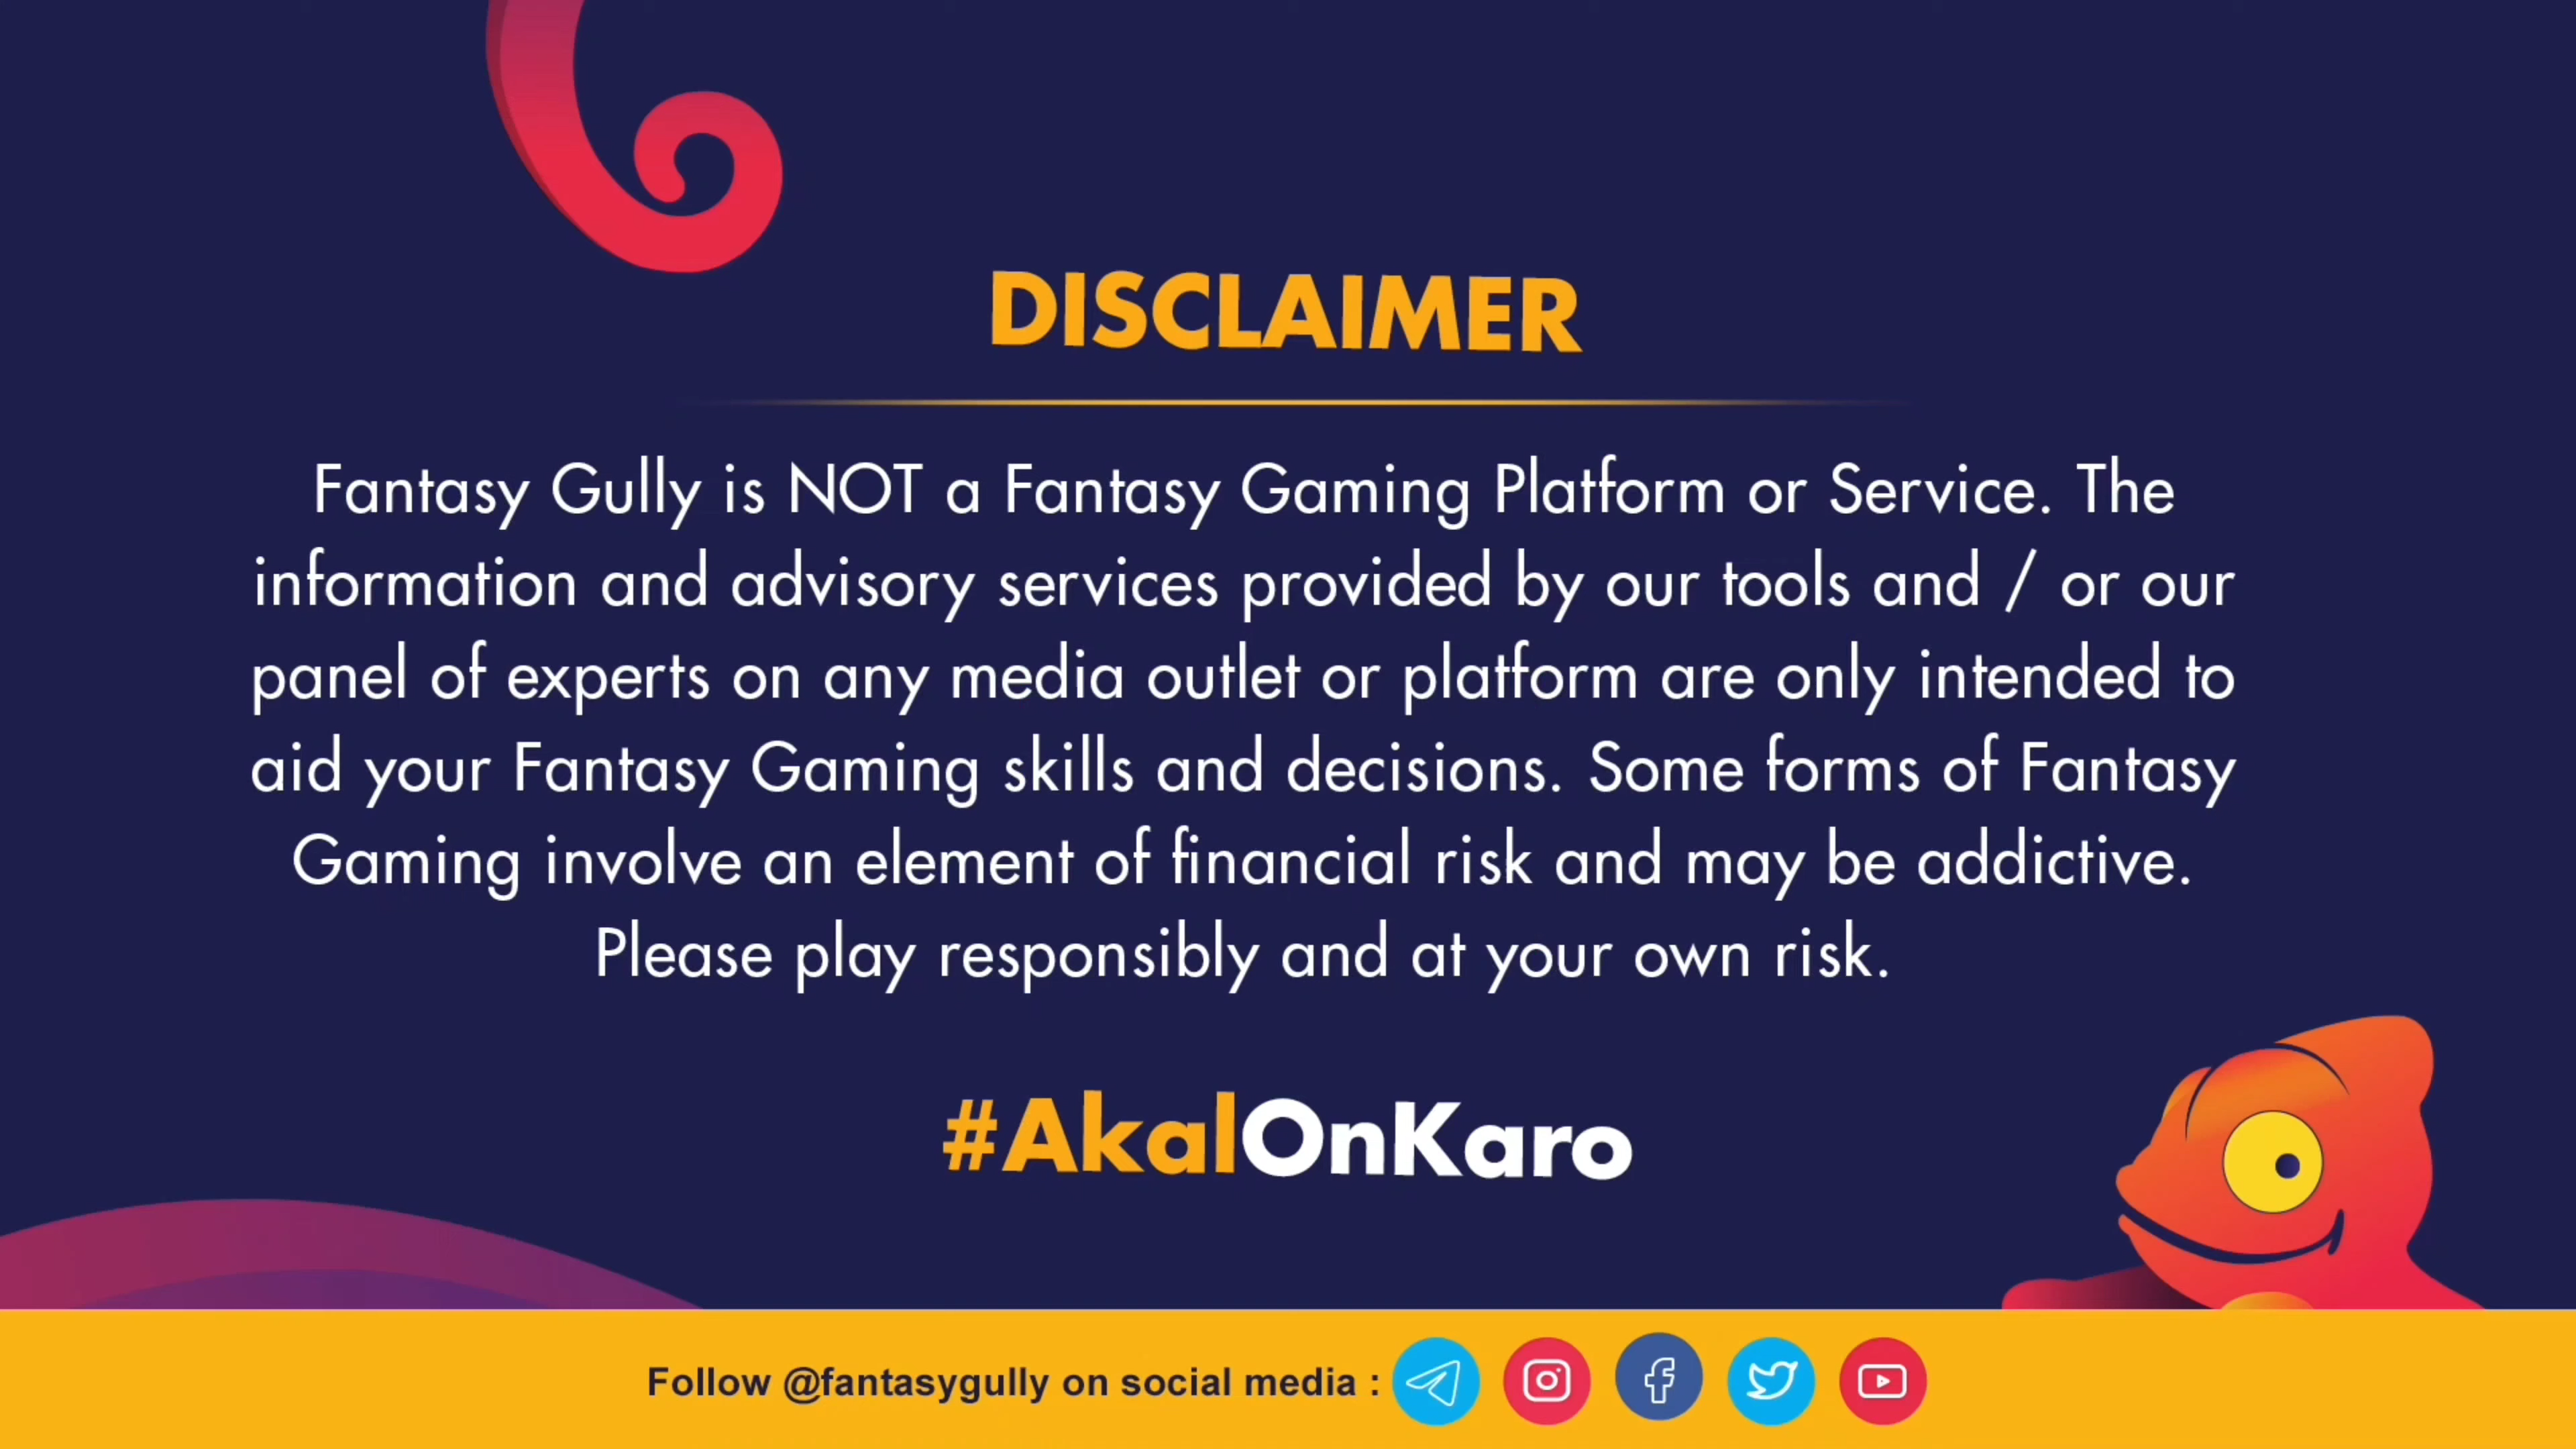 DISCLAIMER
Fantasy Gully is NOT a Fantasy Gaming Platform or Service. The
information and advisory services provided by our tools and / or our
panel of experts on any media outlet or platform are only intended to
aid your Fantasy Gaming skills and decisions. Some forms of Fantasy
Gaming involve an element of financial risk and may be addictive.
Please play responsibly and at your own risk.
#AkalOnKaro
Follow @fantasygully on social media :